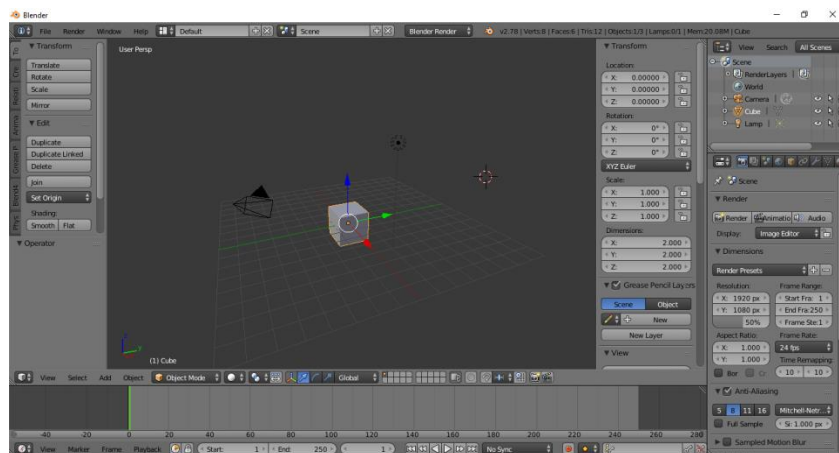 Blender
File Render Window Help Default Scene Blender Render v2.78 | Verts:8 | Faces:6 | Tris:12 | Objects:1/3 | Lamps:0/1 | Mem:20.08M | Cube
Transform
Translate
Rotate
Scale
Mirror
Edit
Duplicate
Duplicate Linked
Delete
Join
Set Origin
Shading:
Smooth Flat
Operator
User Persp
(1) Cube
Transform
Location:
X: 0.00000
Y: 0.00000
Z: 0.00000
Rotation:
X: 0°
Y: 0°
Z: 0°
XYZ Euler
Scale:
X: 1.000
Y: 1.000
Z: 1.000
Dimensions:
X: 2.000
Y: 2.000
Z: 2.000
Grease Pencil Layers
Scene Object
New
New Layer
View
View Search All Scenes
Scene
RenderLayers
World
Camera
Cube
Lamp
Scene
Render
Render Animatio Audio
Display: Image Editor
Dimensions
Render Presets
Resolution: Frame Range:
X: 1920 px Start Fra: 1
Y: 1080 px End Fra:250
50% Frame Ste:1
Aspect Ratio: Frame Rate:
X: 1.000 24 fps
Y: 1.000 Time Remapping:
Bor Cr 10 10
Anti-Aliasing
5 8 11 16 Mitchell-Netr...
Full Sample Si: 1.000 px
Sampled Motion Blur
View Select Add Object Object Mode Global
-40 -20 0 20 40 60 80 100 120 140 160 180 200 220 240 260 280
View Marker Frame Playback Start: 1 End: 250 1 No Sync